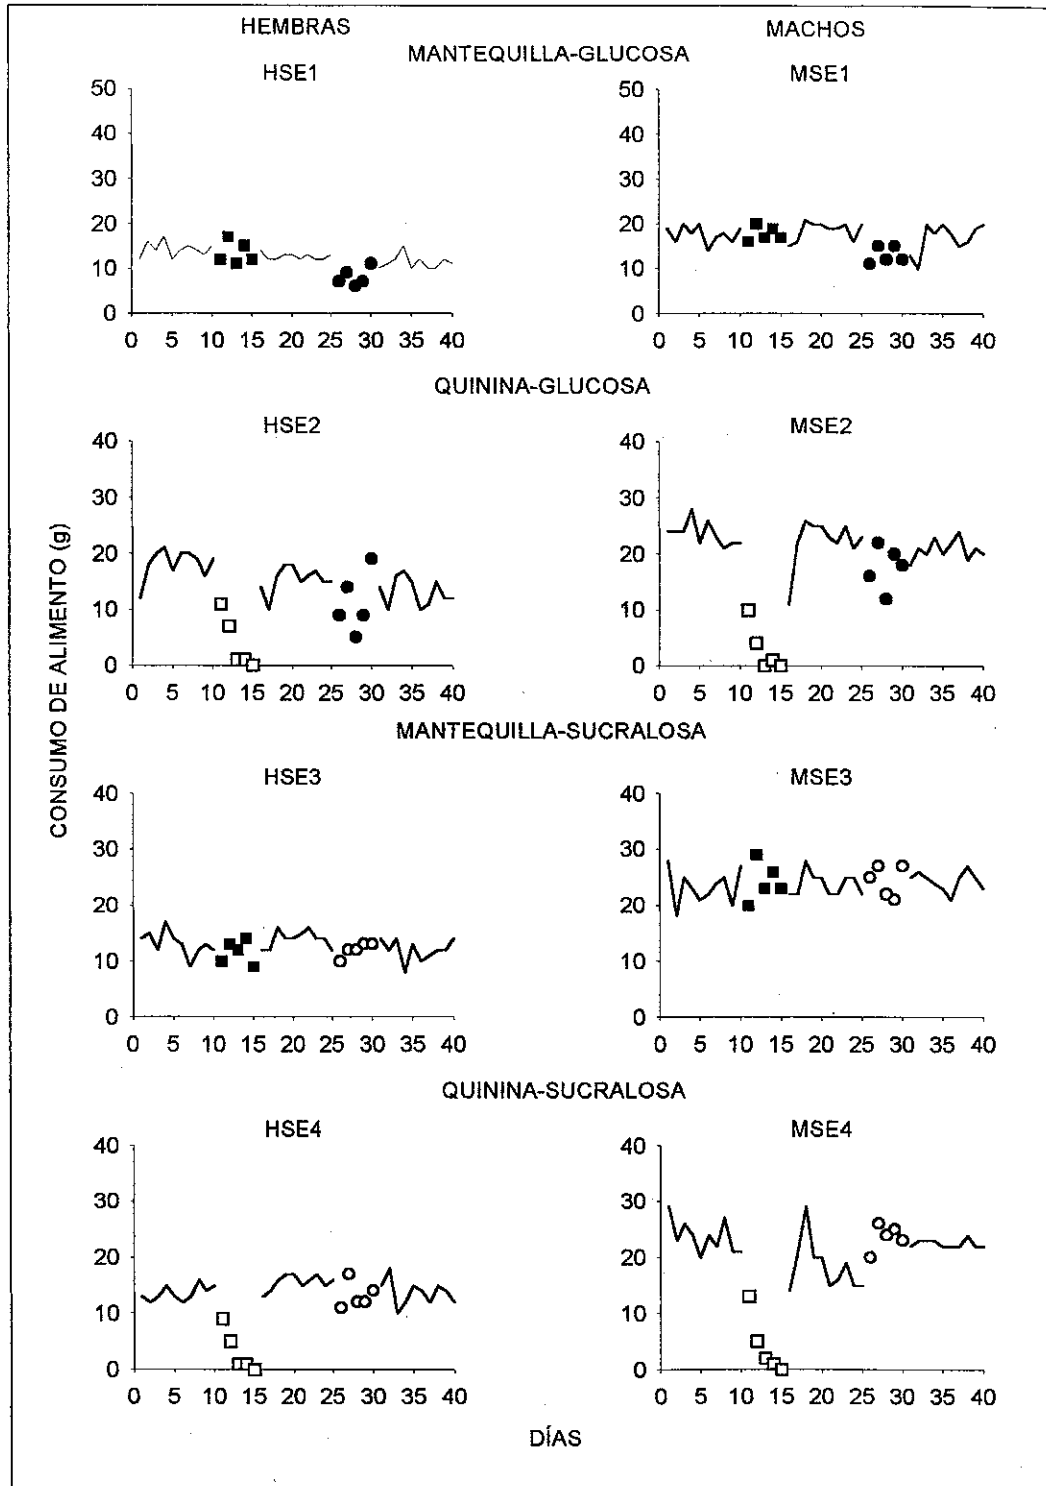 HEMBRAS MACHOS
MANTEQUILLA-GLUCOSA
HSE1 MSE1
50 50
40 40
30 30
20 20
10 10
0 0
0 5 10 15 20 25 30 35 40 0 5 10 15 20 25 30 35 40
QUININA-GLUCOSA
HSE2 MSE2
40 40
30 30
20 20
10 10
0 0
0 5 10 15 20 25 30 35 40 0 5 10 15 20 25 30 35 40
CONSUMO DE ALIMENTO (g)
MANTEQUILLA-SUCRALOSA
HSE3 MSE3
40 40
30 30
20 20
10 10
0 0
0 5 10 15 20 25 30 35 40 0 5 10 15 20 25 30 35 40
QUININA-SUCRALOSA
HSE4 MSE4
40 40
30 30
20 20
10 10
0 0
0 5 10 15 20 25 30 35 40 0 5 10 15 20 25 30 35 40
DÍAS